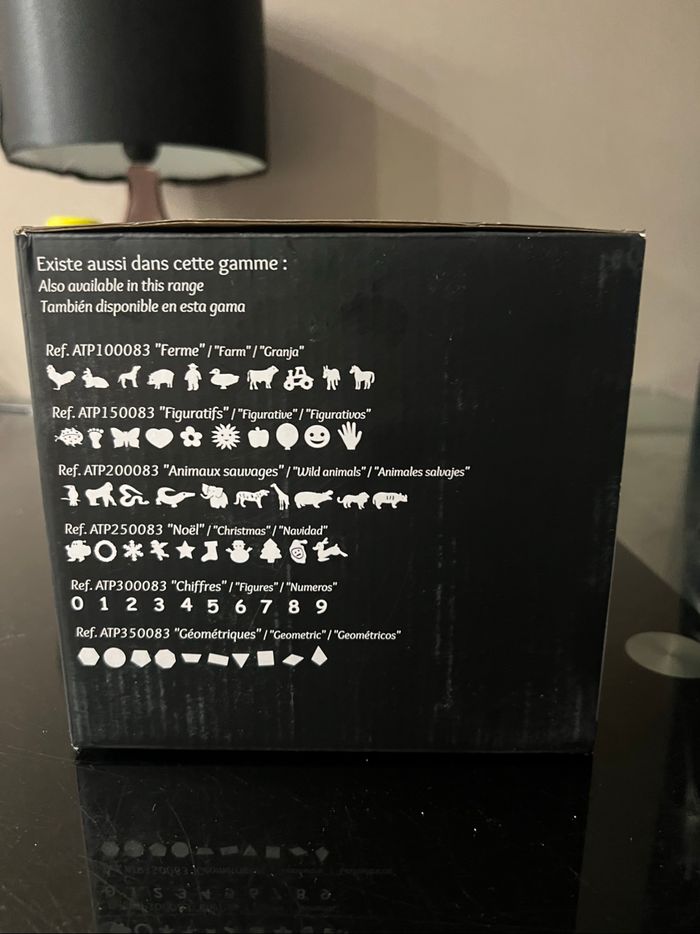 Existe aussi dans cette gamme :
Also available in this range
También disponible en esta gama
Ref. ATP100083 "Ferme" / "Farm" / "Granja"
Ref. ATP150083 "Figuratifs" / "Figurative" / "Figurativos"
Ref. ATP200083 "Animaux sauvages" / "Wild animals" / "Animales salvajes"
Ref. ATP250083 "Noël" / "Christmas" / "Navidad"
Ref. ATP300083 "Chiffres" / "Figures" / "Numeros"
0 1 2 3 4 5 6 7 8 9
Ref. ATP350083 "Géométriques" / "Geometric" / "Geométricos"